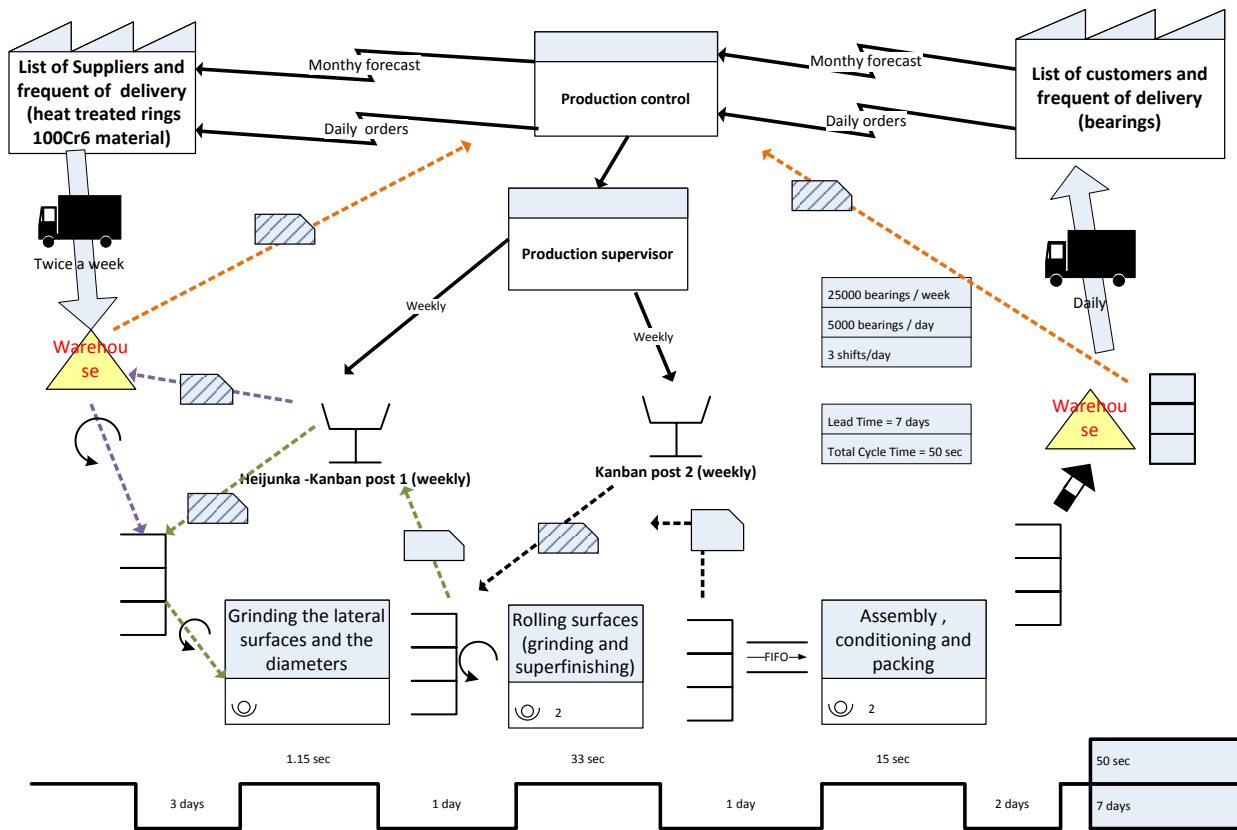 List of Suppliers and
frequent of delivery
(heat treated rings
100Cr6 material)
Monthy forecast
Daily orders
Production control
Monthy forecast
Daily orders
List of customers and
frequent of delivery
(bearings)
Twice a week
Production supervisor
Daily
Weekly
Weekly
25000 bearings / week
5000 bearings / day
3 shifts/day
Warehou
se
Lead Time = 7 days
Total Cycle Time = 50 sec
Warehou
se
Heijunka -Kanban post 1 (weekly)
Kanban post 2 (weekly)
Grinding the lateral
surfaces and the
diameters
Rolling surfaces
(grinding and
superfinishing)
2
FIFO
Assembly ,
conditioning and
packing
2
1.15 sec
33 sec
15 sec
50 sec
3 days
1 day
1 day
2 days
7 days